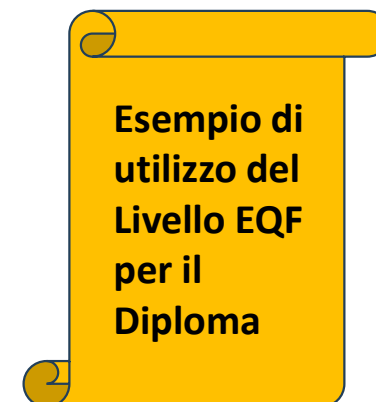 Esempio di
utilizzo del
Livello EQF
per il
Diploma